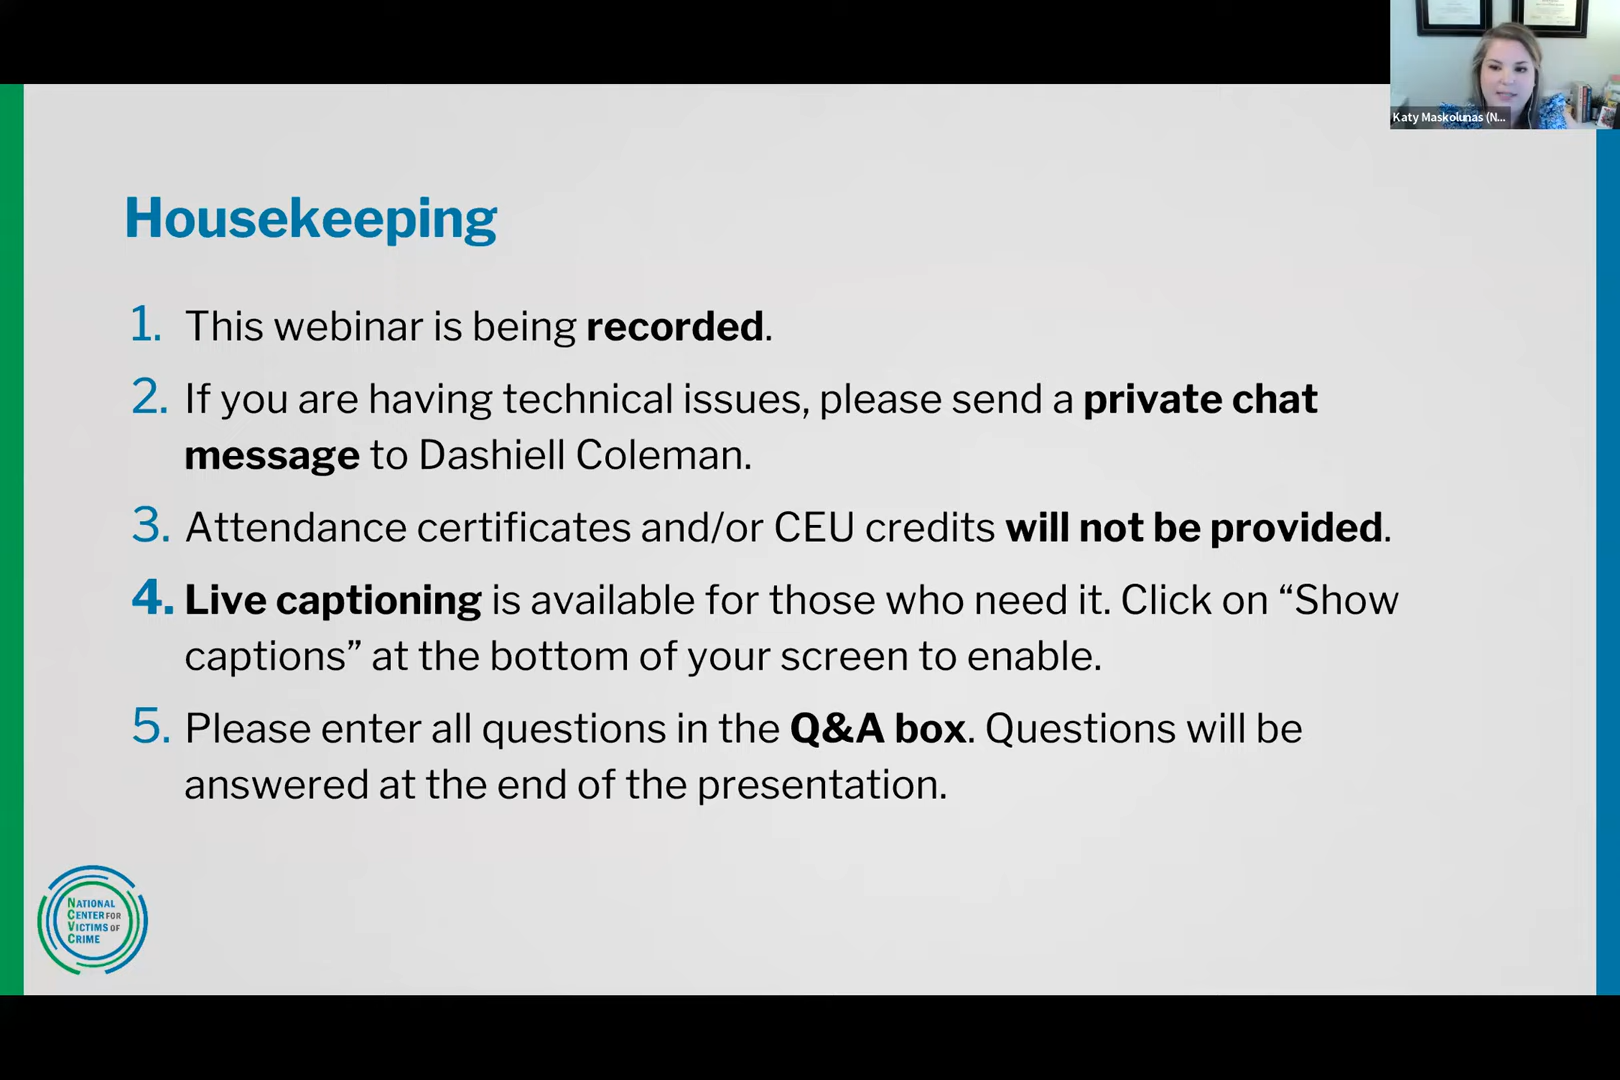 Katy Maskolunas (N...
Housekeeping
1. This webinar is being recorded.
2. If you are having technical issues, please send a private chat
message to Dashiell Coleman.
3. Attendance certificates and/or CEU credits will not be provided.
4. Live captioning is available for those who need it. Click on “Show
captions” at the bottom of your screen to enable.
5. Please enter all questions in the Q&A box. Questions will be
answered at the end of the presentation.
NATIONAL
CENTER FOR
VICTIMS OF
CRIME